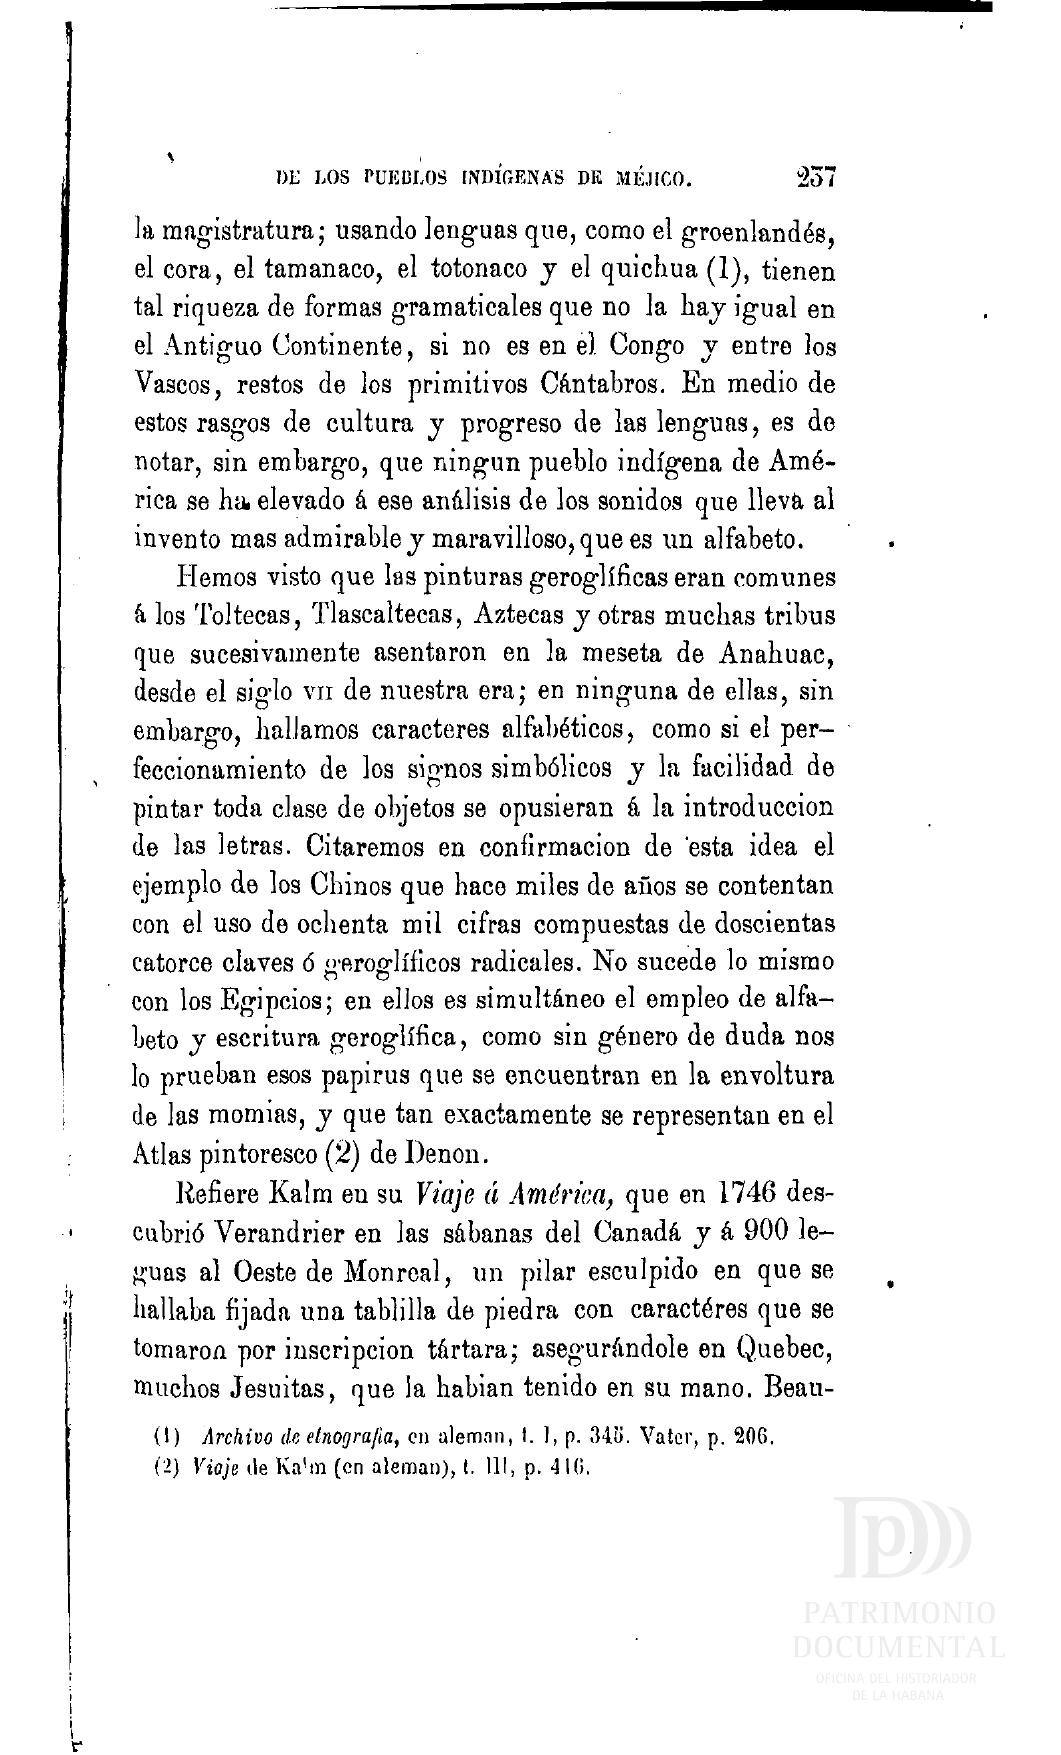 DE LOS PUEBLOS INDÍGENAS DE MÉJICO. 237
la magistratura; usando lenguas que, como el groenlandés,
el cora, el tamanaco, el totonaco y el quichua (1), tienen
tal riqueza de formas gramaticales que no la hay igual en
el Antiguo Continente, si no es en el Congo y entre los
Vascos, restos de los primitivos Cántabros. En medio de
estos rasgos de cultura y progreso de las lenguas, es de
notar, sin embargo, que ningun pueblo indígena de Amé-
rica se ha elevado á ese análisis de los sonidos que lleva al
invento mas admirable y maravilloso, que es un alfabeto.
Hemos visto que las pinturas geroglíficas eran comunes
á los Toltecas, Tlascaltecas, Aztecas y otras muchas tribus
que sucesivamente asentaron en la meseta de Anahuac,
desde el siglo VII de nuestra era; en ninguna de ellas, sin
embargo, hallamos caracteres alfabéticos, como si el per-
feccionamiento de los signos simbólicos y la facilidad de
pintar toda clase de objetos se opusieran á la introduccion
de las letras. Citaremos en confirmacion de esta idea el
ejemplo de los Chinos que hace miles de años se contentan
con el uso de ochenta mil cifras compuestas de doscientas
catorce claves ó geroglíficos radicales. No sucede lo mismo
con los Egipcios; en ellos es simultáneo el empleo de alfa-
beto y escritura geroglífica, como sin género de duda nos
lo prueban esos papirus que se encuentran en la envoltura
de las momias, y que tan exactamente se representan en el
Atlas pintoresco (2) de Denon.
Refiere Kalm en su Viaje á América, que en 1746 des-
cubrió Verandrier en las sábanas del Canadá y á 900 le-
guas al Oeste de Monreal, un pilar esculpido en que se
hallaba fijada una tablilla de piedra con caractéres que se
tomaron por inscripcion tártara; asegurándole en Quebec,
muchos Jesuitas, que la habian tenido en su mano. Beau-
(1) Archivo de etnografia, en aleman, t. I, p. 345. Vater, p. 206.
(2) Viaje de Kalm (en aleman), t. III, p. 416.
PATRIMONIO
DOCUMENTAL
OFICINA DEL HISTORIADOR
DE LA HABANA